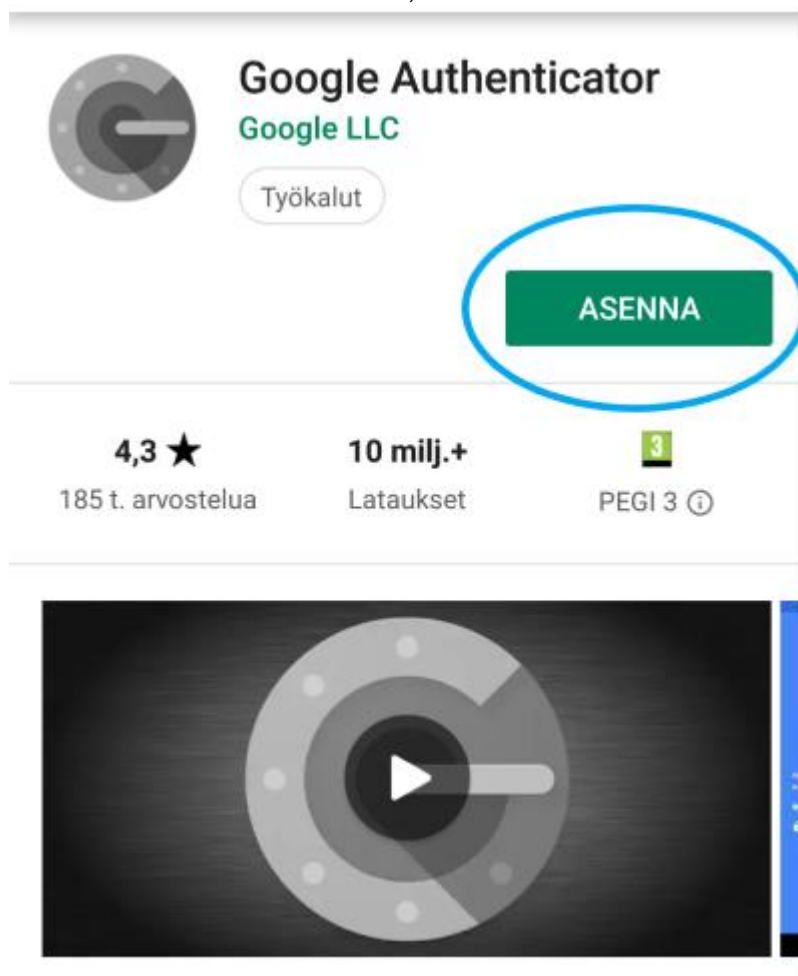 Google Authenticator
Google LLC
Työkalut
ASENNA
4,3 ★
10 milj.+
3
185 t. arvostelua
Lataukset
PEGI 3